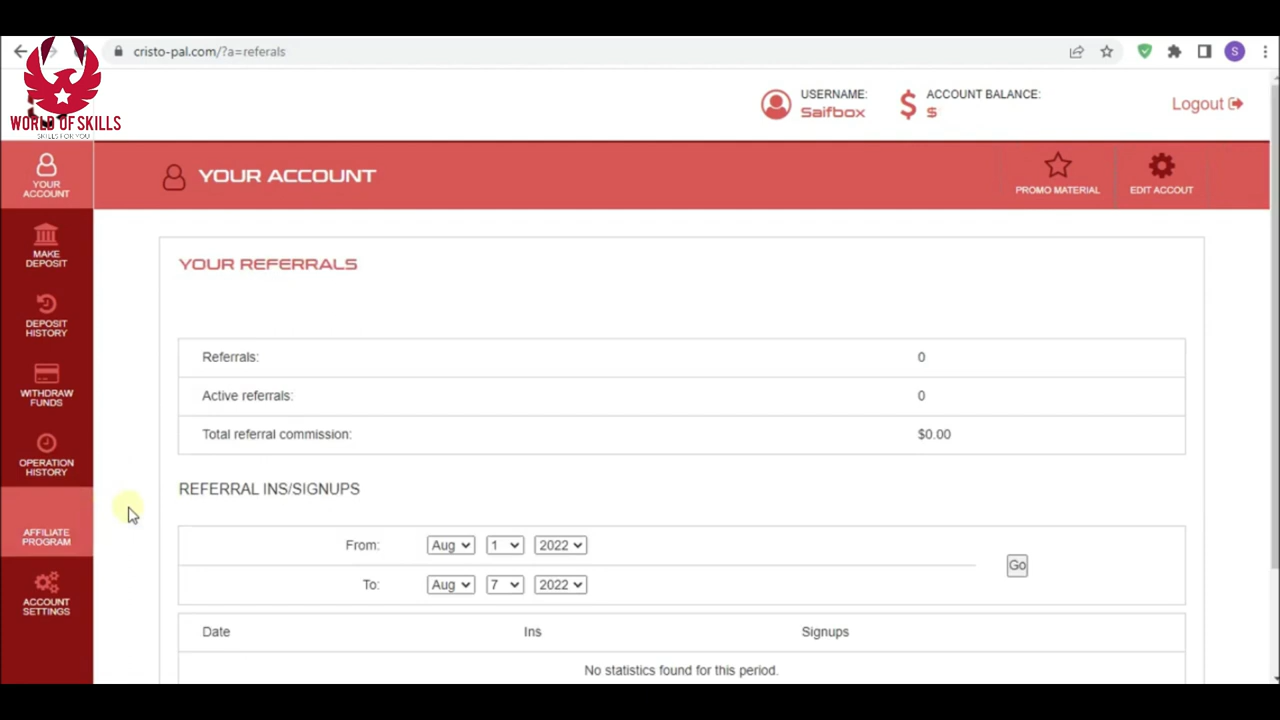 cristo-pal.com/?a=referals
S
WORLD OF SKILLS
SKILLS FOR YOU
USERNAME:
Saifbox
$
ACCOUNT BALANCE:
$
Logout
YOUR ACCOUNT
PROMO MATERIAL
EDIT ACCOUT
YOUR
ACCOUNT
MAKE
DEPOSIT
DEPOSIT
HISTORY
WITHDRAW
FUNDS
OPERATION
HISTORY
AFFILIATE
PROGRAM
ACCOUNT
SETTINGS
YOUR REFERRALS
Referrals: 0
Active referrals: 0
Total referral commission: $0.00
REFERRAL INS/SIGNUPS
From: Aug 1 2022
To: Aug 7 2022
Go
Date Ins Signups
No statistics found for this period.